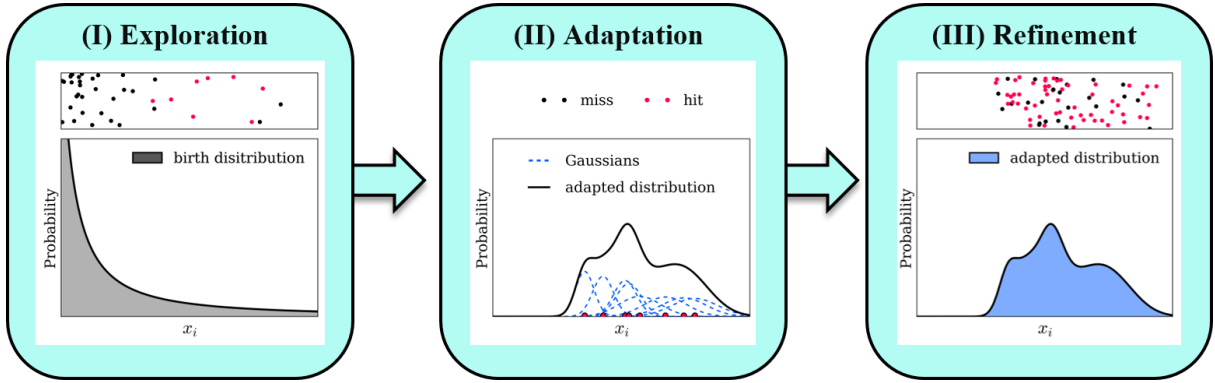 (I) Exploration
birth disitribution
Probability
x_i
(II) Adaptation
miss
hit
Gaussians
adapted distribution
Probability
x_i
(III) Refinement
adapted distribution
Probability
x_i